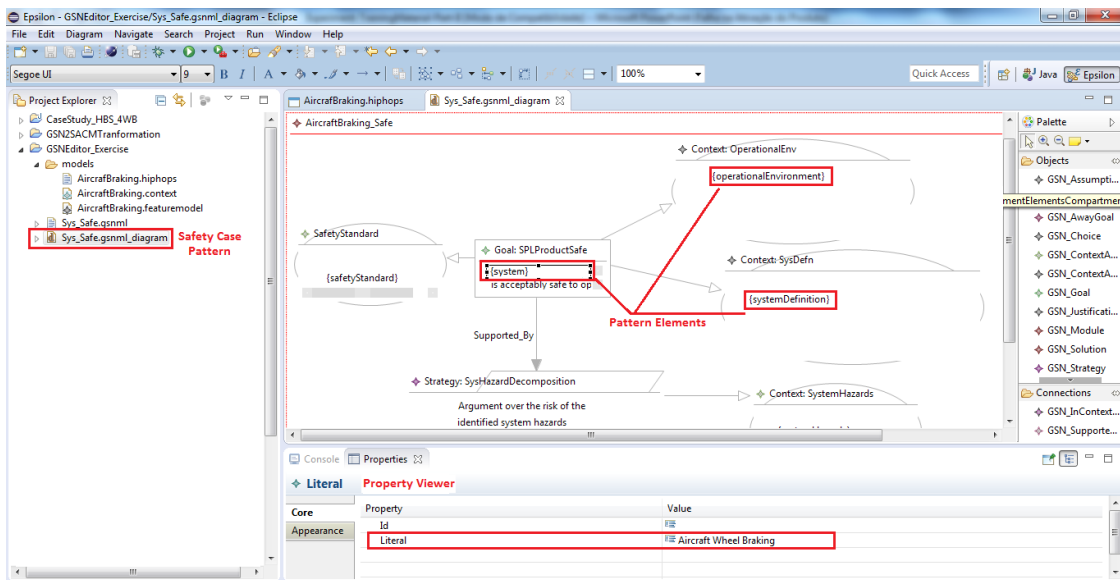 Epsilon - GSNEditor_Exercise/Sys_Safe.gsnml_diagram - Eclipse
File Edit Diagram Navigate Search Project Run Window Help
Segoe UI 9 B I A 100% Quick Access Java Epsilon
Project Explorer
CaseStudy_HBS_4WB
GSN2SACMTranformation
GSNEditor_Exercise
models
AircrafBraking.hiphops
AircrafBraking.context
AircraftBraking.featuremodel
Sys_Safe.gsnml
Sys_Safe.gsnml_diagram
Safety Case
Pattern
AircrafBraking.hiphops Sys_Safe.gsnml_diagram
AircraftBraking_Safe
Context: OperationalEnv
{operationalEnvironment}
SafetyStandard
{safetyStandard}
Goal: SPLProductSafe
{system}
is acceptably safe to op
Context: SysDefn
{systemDefinition}
Pattern Elements
Supported_By
Strategy: SysHazardDecomposition
Argument over the risk of the
identified system hazards
Context: SystemHazards
Palette
Objects
GSN_Assumpti...
mentElementsCompartmer
GSN_AwayGoal
GSN_Choice
GSN_ContextA...
GSN_ContextA...
GSN_Goal
GSN_Justificati...
GSN_Module
GSN_Solution
GSN_Strategy
Connections
GSN_InContext...
GSN_Supporte...
Console Properties
Literal Property Viewer
Core
Appearance
Property Value
Id
Literal Aircraft Wheel Braking